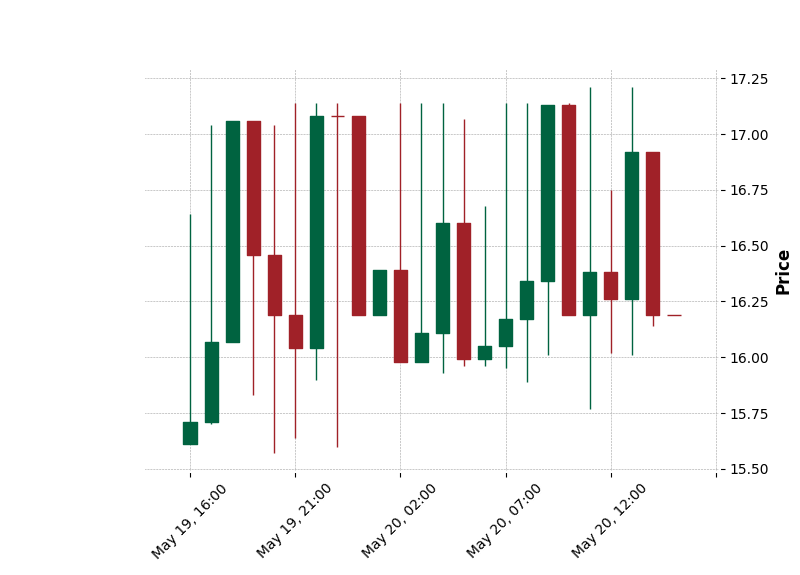 17.25
17.00
16.75
16.50
16.25
16.00
15.75
15.50
Price
May 19, 16:00
May 19, 21:00
May 20, 02:00
May 20, 07:00
May 20, 12:00